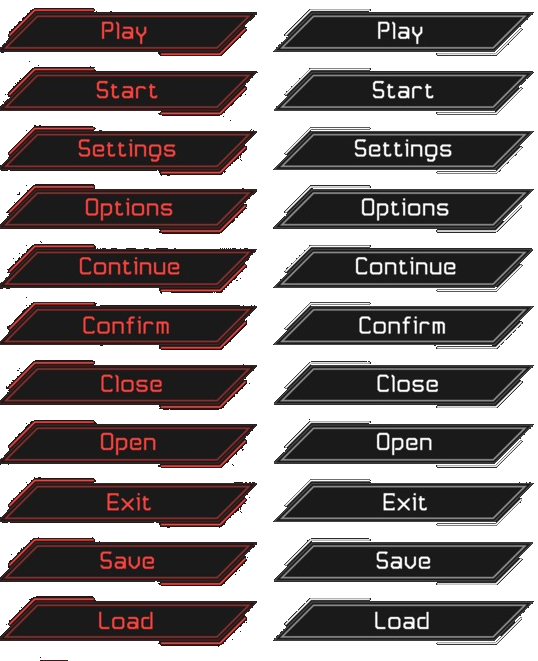 Play Play
Start Start
Settings Settings
Options Options
Continue Continue
Confirm Confirm
Close Close
Open Open
Exit Exit
Save Save
Load Load